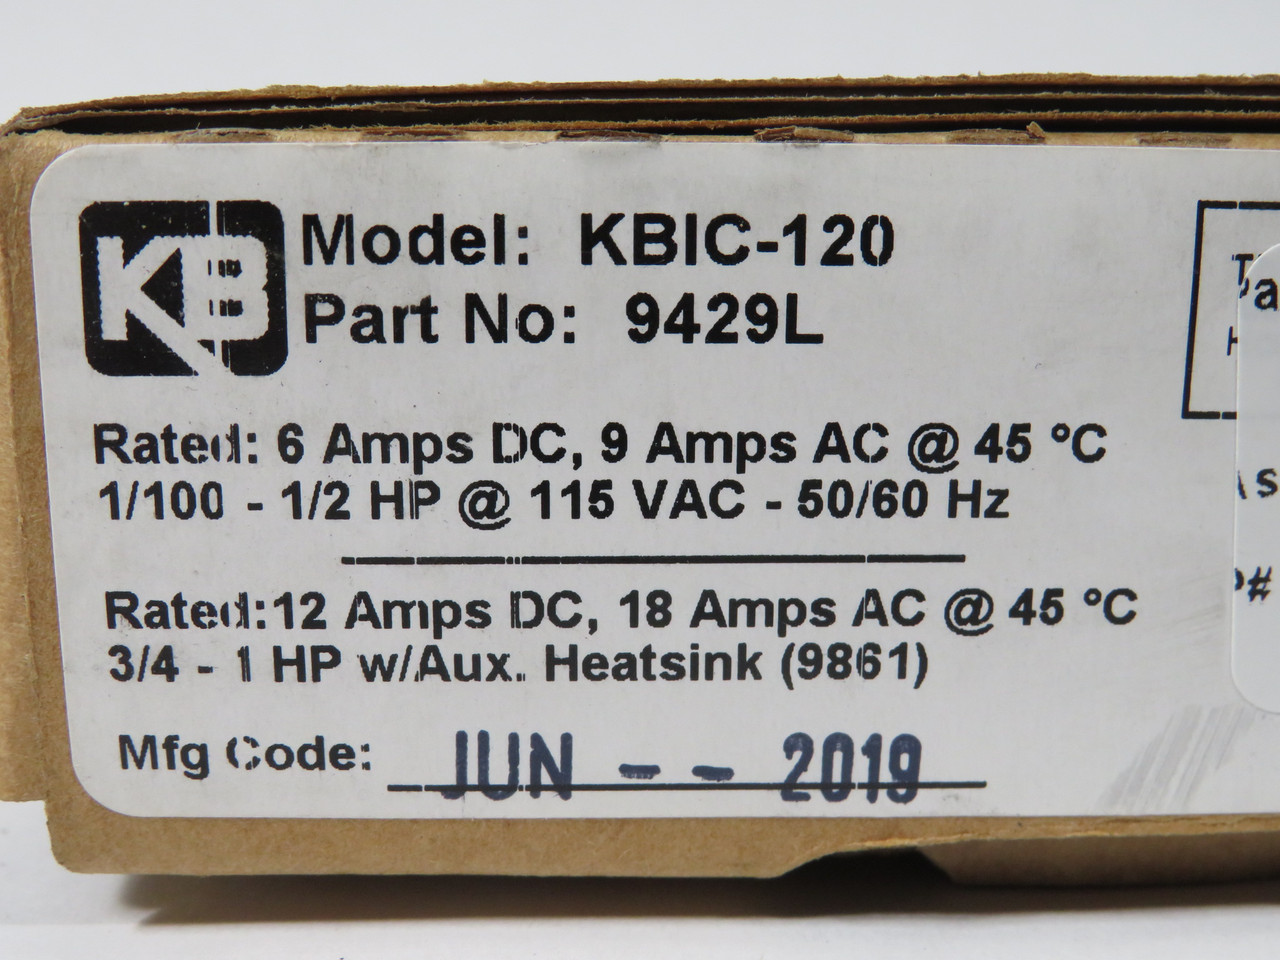 KB
Model: KBIC-120
Part No: 9429L
Rated: 6 Amps DC, 9 Amps AC @ 45 °C
1/100 - 1/2 HP @ 115 VAC - 50/60 Hz
Rated:12 Amps DC, 18 Amps AC @ 45 °C
3/4 - 1 HP w/Aux. Heatsink (9861)
Mfg Code: JUN -- 2019